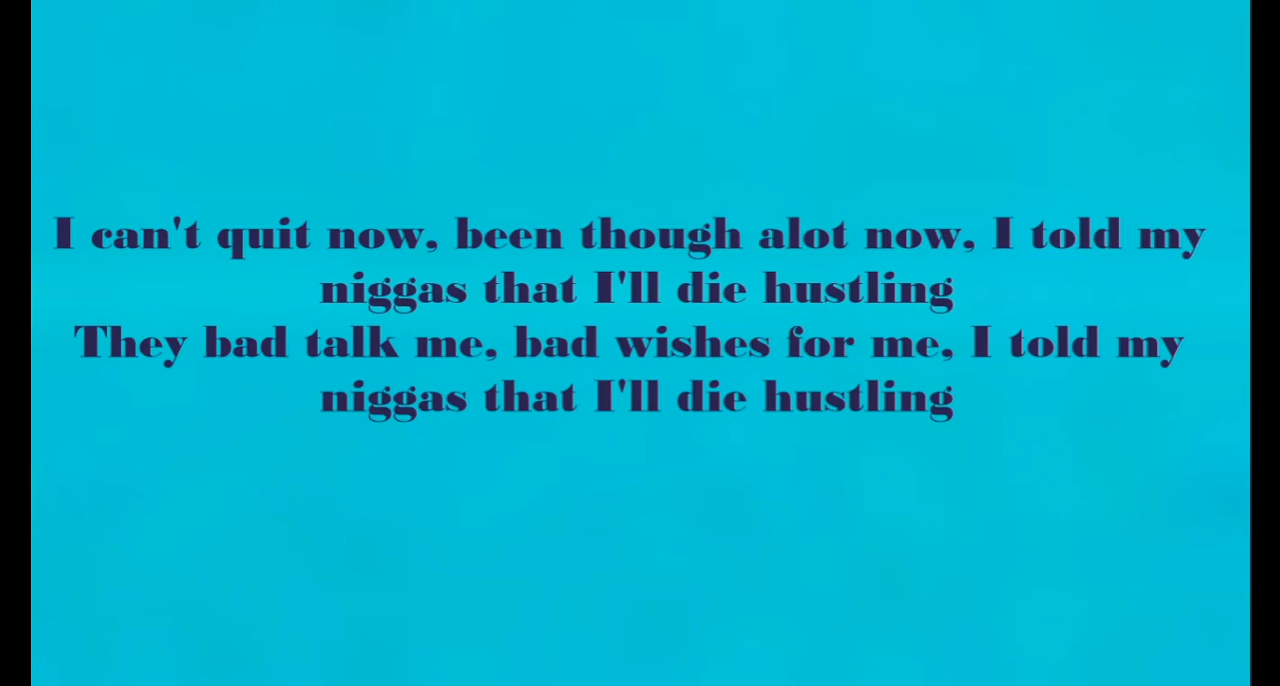 I can't quit now, been though alot now, I told my
niggas that I'll die hustling
They bad talk me, bad wishes for me, I told my
niggas that I'll die hustling